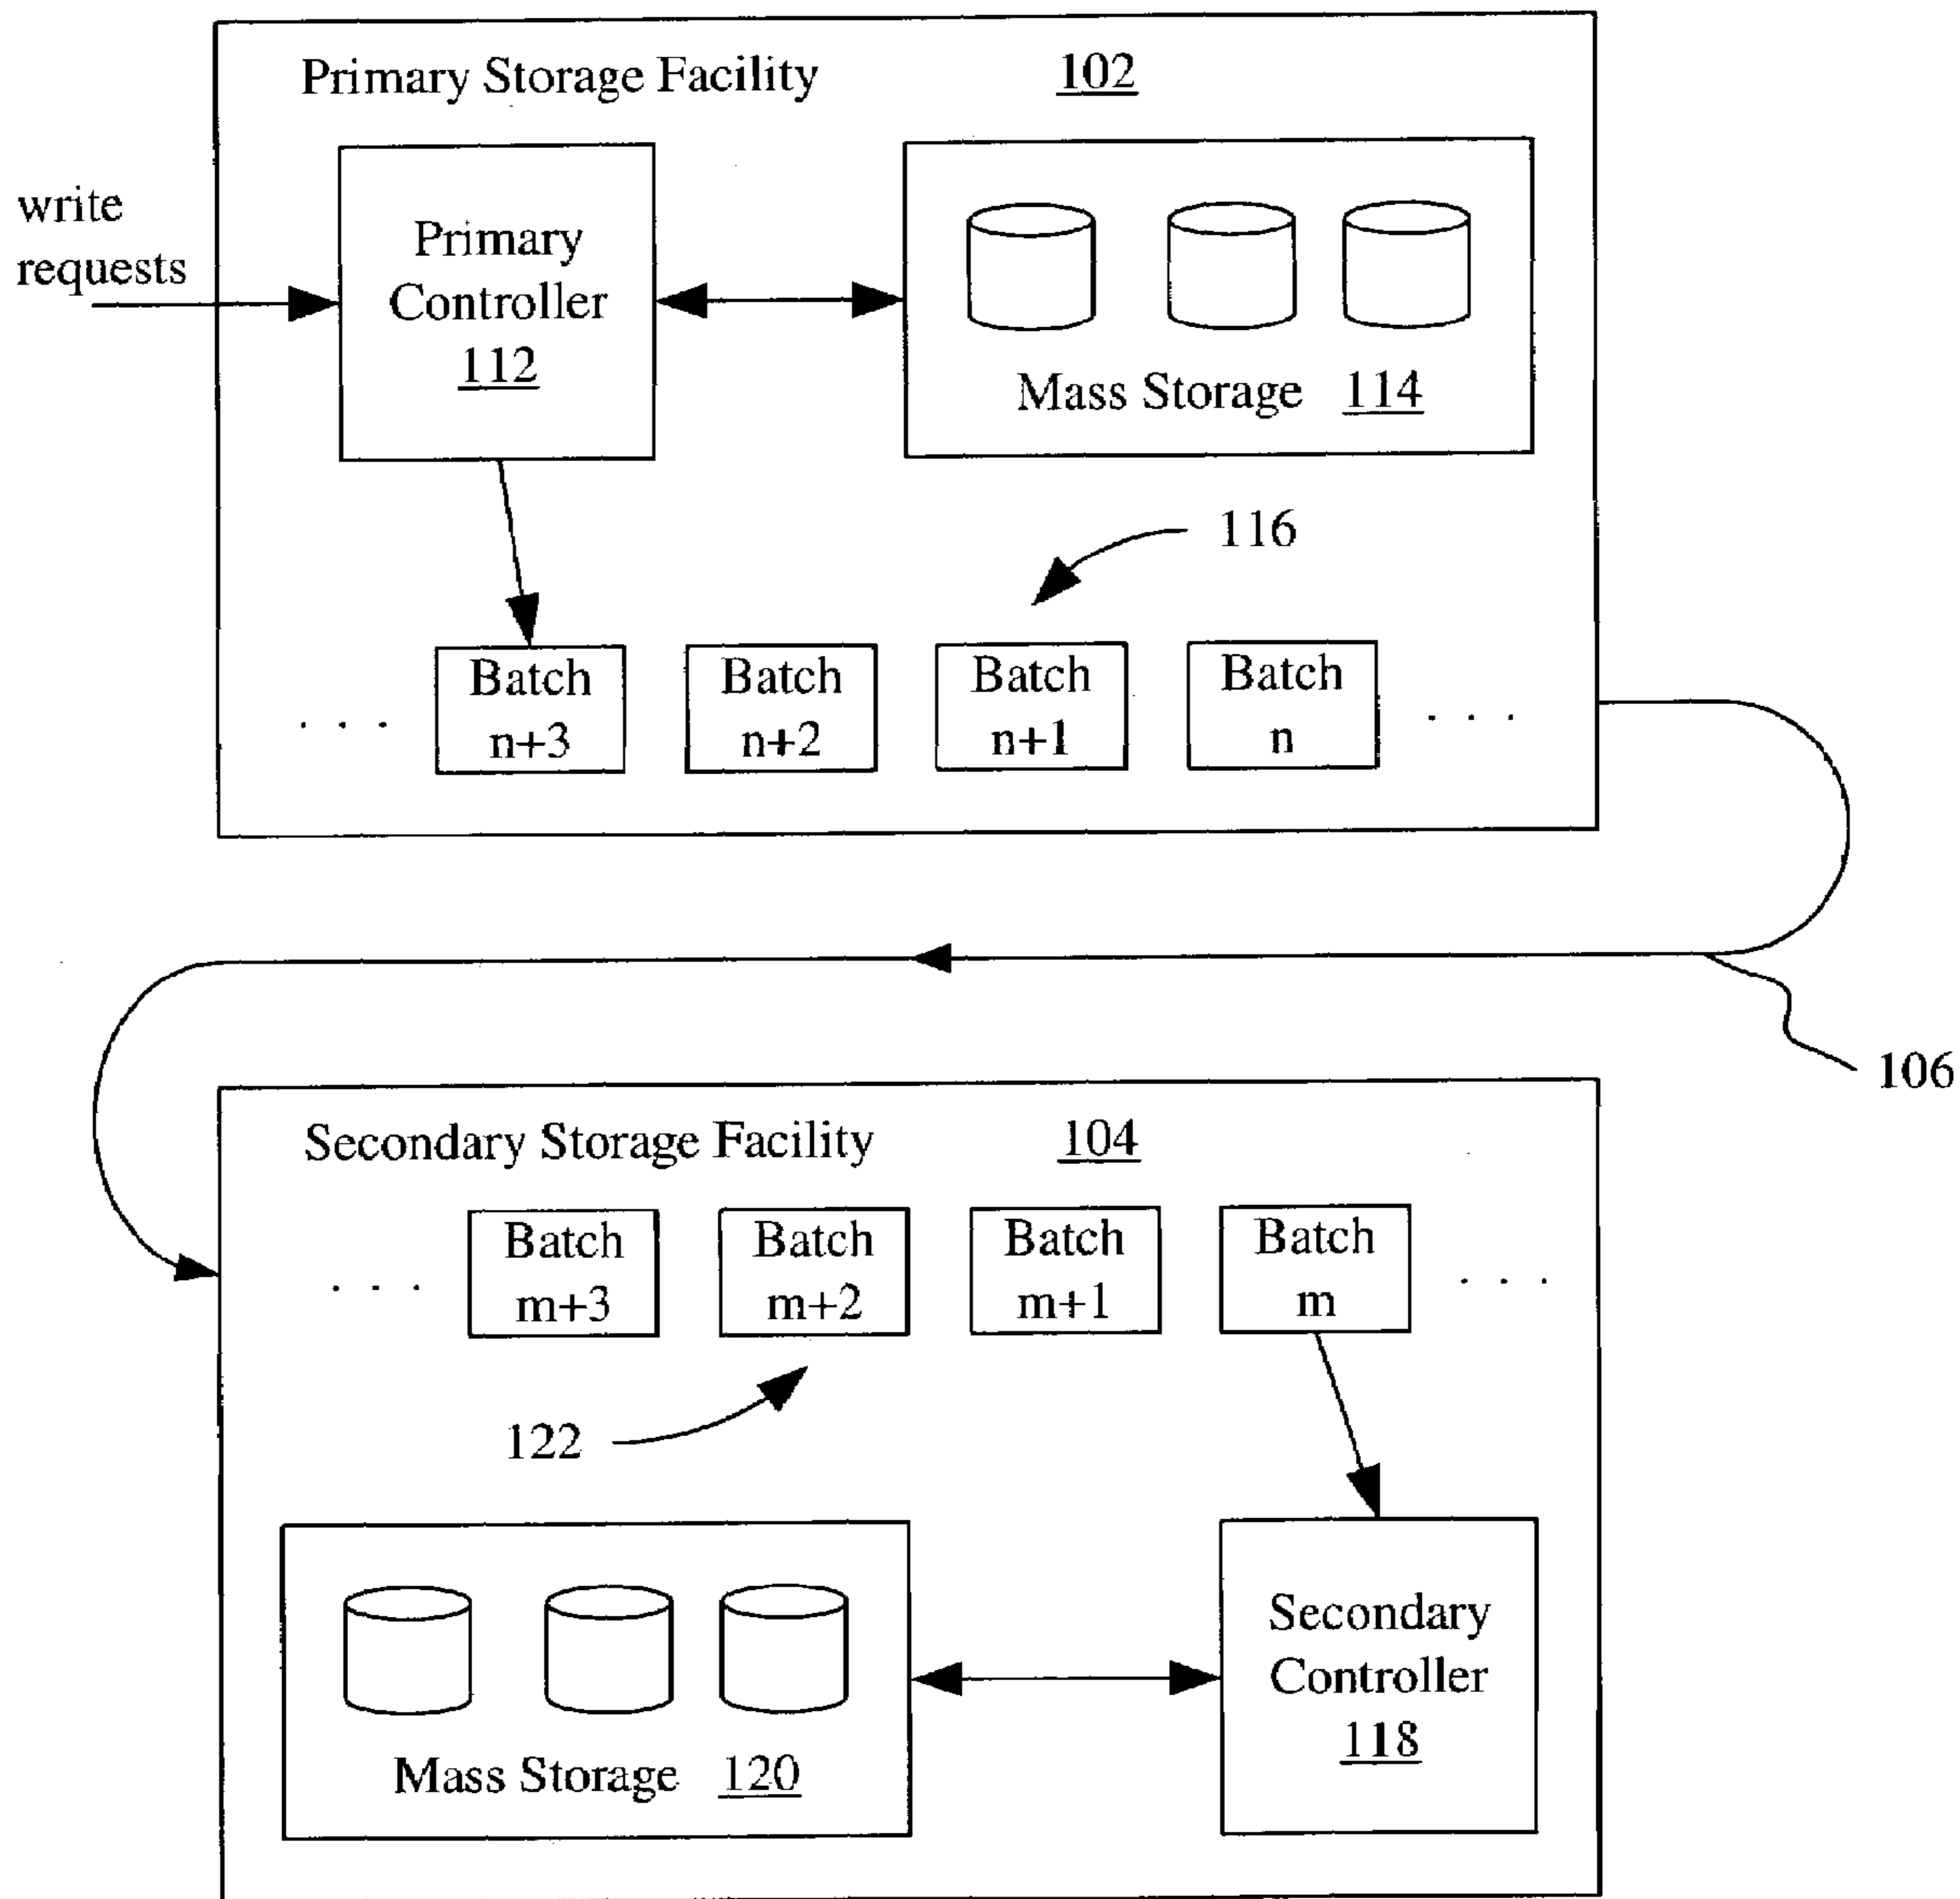 Primary Storage Facility 102
write
requests
Primary
Controller
112
Mass Storage 114
116
. . .
Batch
n+3
Batch
n+2
Batch
n+1
Batch
n
. . .
106
Secondary Storage Facility 104
. . .
Batch
m+3
Batch
m+2
Batch
m+1
Batch
m
. . .
122
Mass Storage 120
Secondary
Controller
118